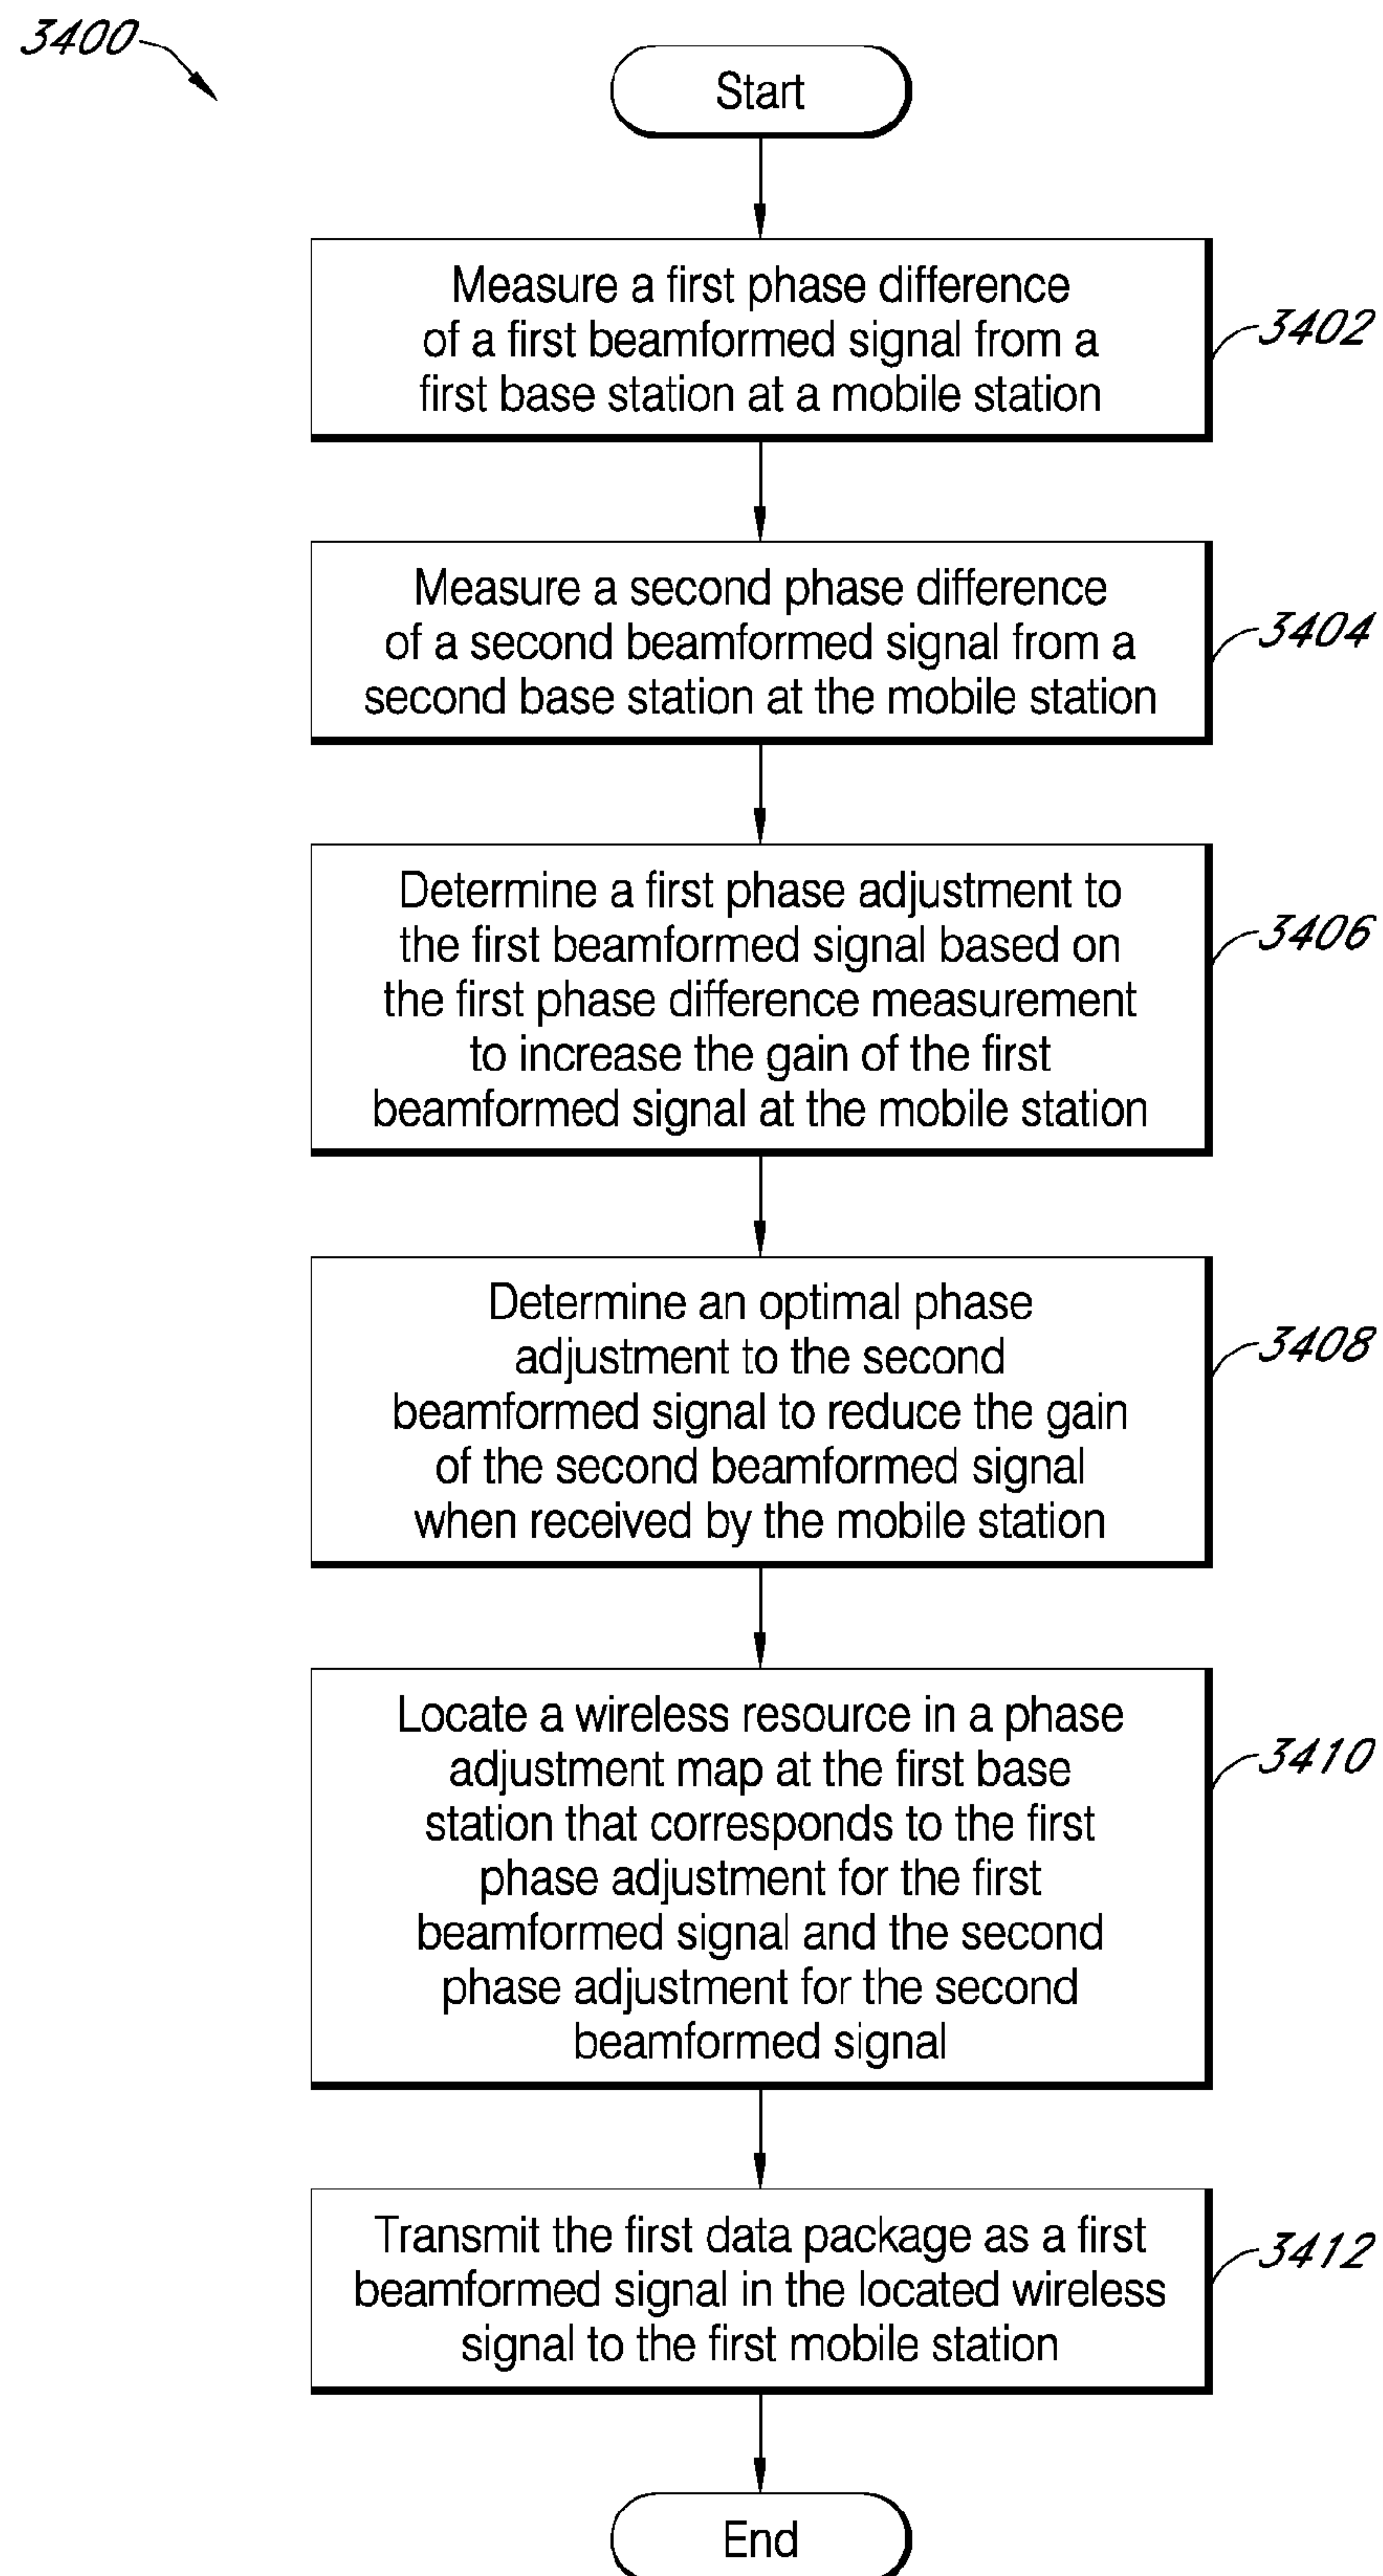 3400
Start
Measure a first phase difference
of a first beamformed signal from a
first base station at a mobile station
3402
Measure a second phase difference
of a second beamformed signal from a
second base station at the mobile station
3404
Determine a first phase adjustment to
the first beamformed signal based on
the first phase difference measurement
to increase the gain of the first
beamformed signal at the mobile station
3406
Determine an optimal phase
adjustment to the second
beamformed signal to reduce the gain
of the second beamformed signal
when received by the mobile station
3408
Locate a wireless resource in a phase
adjustment map at the first base
station that corresponds to the first
phase adjustment for the first
beamformed signal and the second
phase adjustment for the second
beamformed signal
3410
Transmit the first data package as a first
beamformed signal in the located wireless
signal to the first mobile station
3412
End